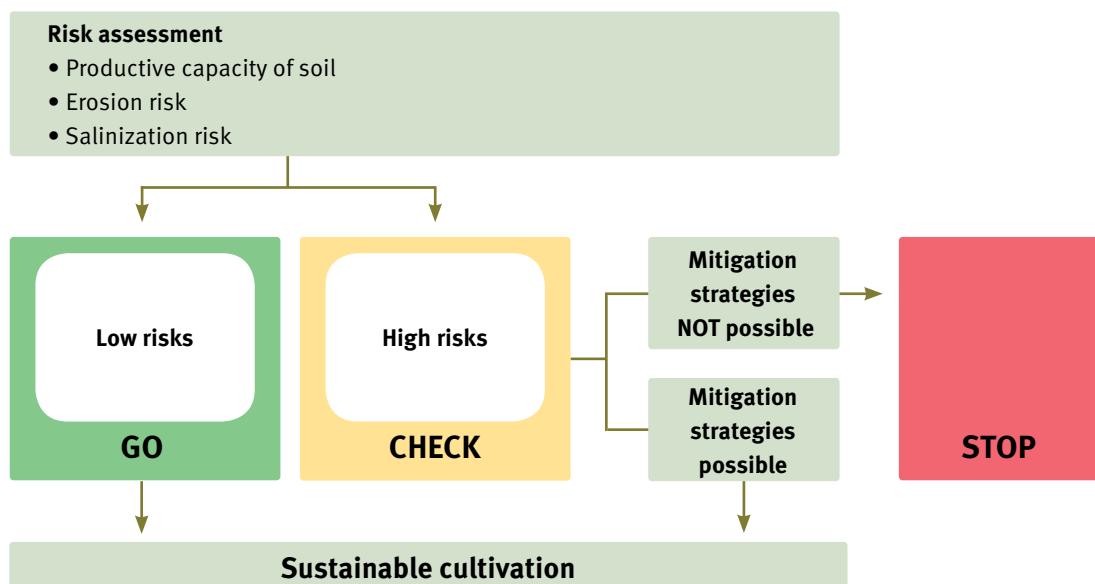 Risk assessment
• Productive capacity of soil
• Erosion risk
• Salinization risk
Low risks
GO
High risks
CHECK
Mitigation
strategies
NOT possible
Mitigation
strategies
possible
STOP
Sustainable cultivation